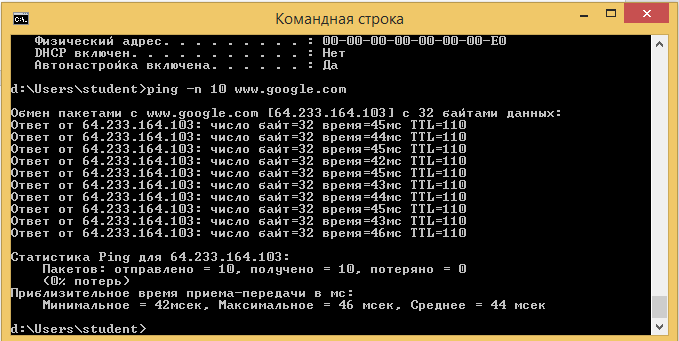 Командная строка
Физический адрес. . . . . . . . . : 00-00-00-00-00-00-00-E0
DHCP включен. . . . . . . . . . . : Нет
Автонастройка включена. . . . . . : Да
d:\Users\student>ping -n 10 www.google.com
Обмен пакетами с www.google.com [64.233.164.103] с 32 байтами данных:
Ответ от 64.233.164.103: число байт=32 время=45мс TTL=110
Ответ от 64.233.164.103: число байт=32 время=44мс TTL=110
Ответ от 64.233.164.103: число байт=32 время=45мс TTL=110
Ответ от 64.233.164.103: число байт=32 время=42мс TTL=110
Ответ от 64.233.164.103: число байт=32 время=45мс TTL=110
Ответ от 64.233.164.103: число байт=32 время=43мс TTL=110
Ответ от 64.233.164.103: число байт=32 время=44мс TTL=110
Ответ от 64.233.164.103: число байт=32 время=45мс TTL=110
Ответ от 64.233.164.103: число байт=32 время=43мс TTL=110
Ответ от 64.233.164.103: число байт=32 время=46мс TTL=110
Статистика Ping для 64.233.164.103:
Пакетов: отправлено = 10, получено = 10, потеряно = 0
(0% потерь)
Приблизительное время приема-передачи в мс:
Минимальное = 42мсек, Максимальное = 46 мсек, Среднее = 44 мсек
d:\Users\student>